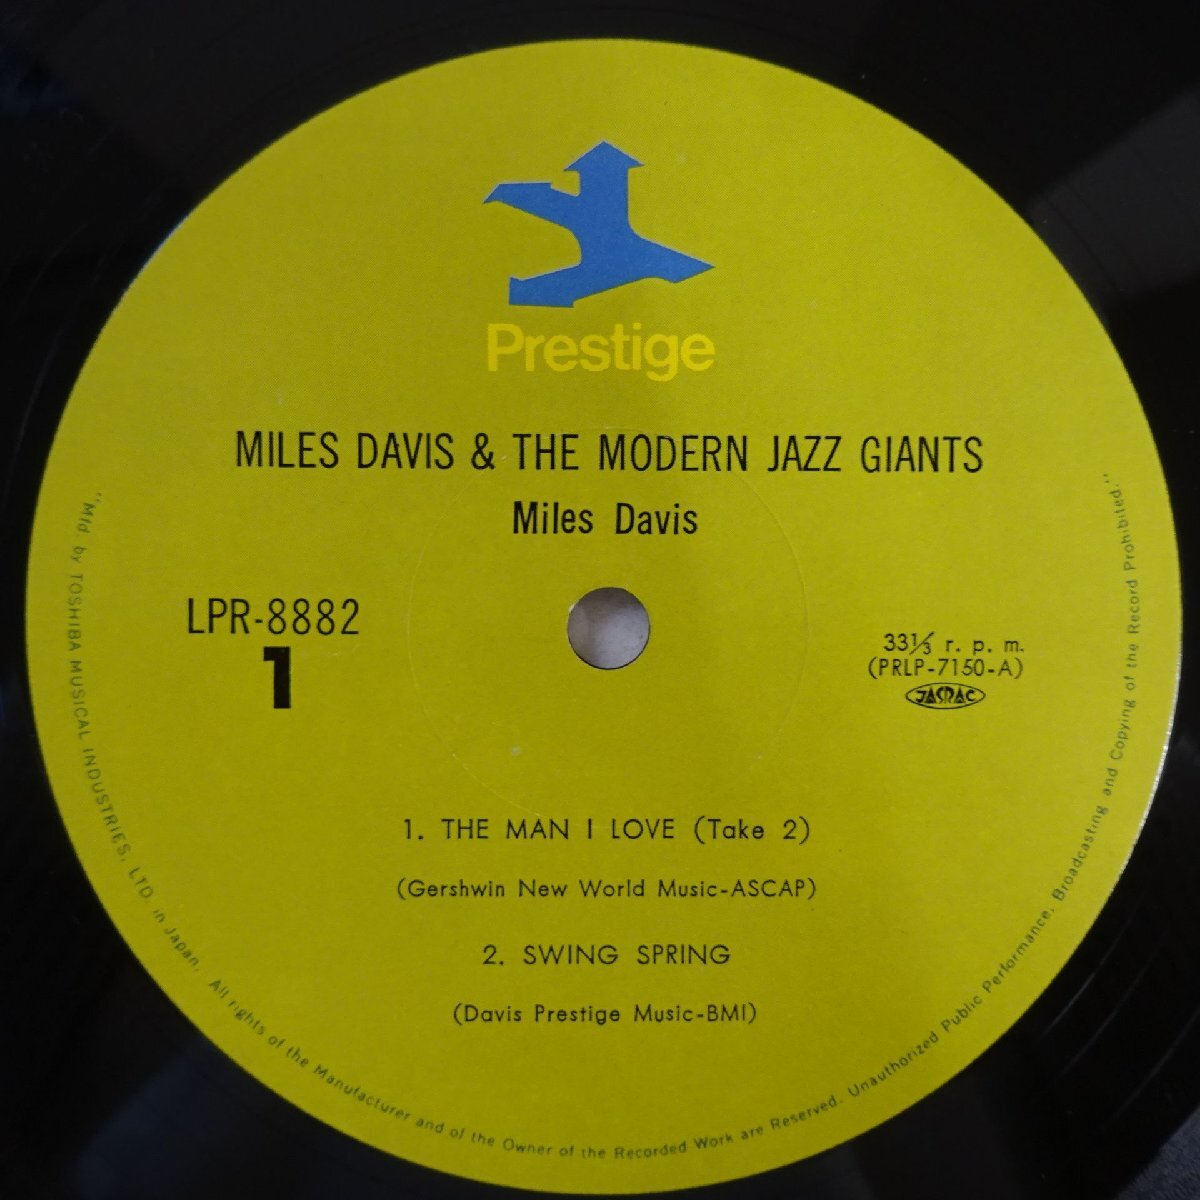 Prestige
MILES DAVIS & THE MODERN JAZZ GIANTS
Miles Davis
LPR-8882
1
33⅓ r. p. m.
(PRLP-7150-A)
JASRAC
1. THE MAN I LOVE (Take 2)
(Gershwin New World Music-ASCAP)
2. SWING SPRING
(Davis Prestige Music-BMI)
"Mfd by TOSHIBA MUSICAL INDUSTRIES, LTD. in Japan. All rights of the Manufacturer and of the Owner of the Recorded Work are Reserved. Unauthorized Public Performance, Broadcasting and Copying of the Record Prohibited."